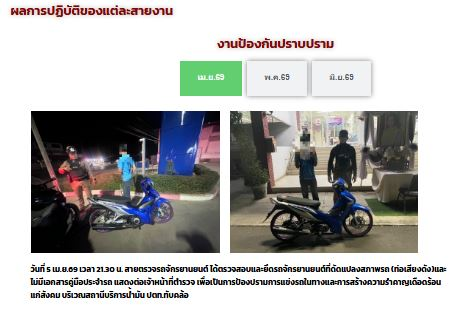 ผลการปฏิบัติของแต่ละสายงาน
งานป้องกันปราบปราม
เม.ย.69 พ.ค.69 มิ.ย.69
วันที่ 5 เม.ย.69 เวลา 21.30 น. สายตรวจรถจักรยานยนต์ ได้ตรวจสอบและยึดรถจักรยานยนต์ที่ดัดแปลงสภาพรถ (ท่อเสียงดัง)และ
ไม่มีเอกสารคู่มือประจำรถ แสดงต่อเจ้าหน้าที่ตำรวจ เพื่อเป็นการป้องปรามการแข่งรถในทางและการสร้างความรำคาญเดือดร้อน
แก่สังคม บริเวณสถานีบริการน้ำมัน ปตท.ทับคล้อ